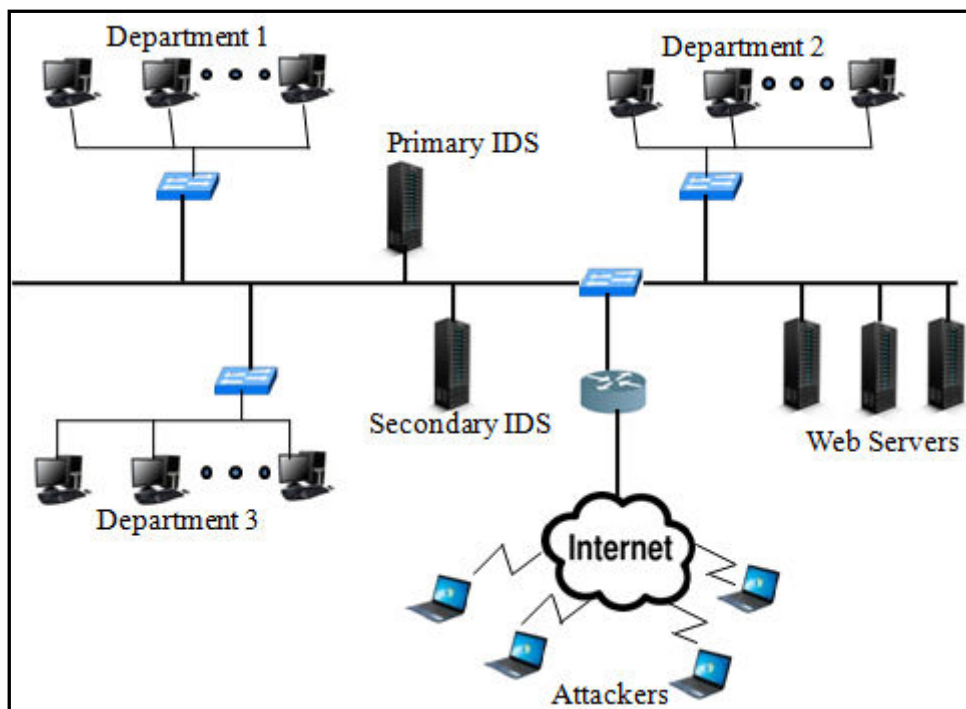 Department 1
Department 2
Primary IDS
Secondary IDS
Web Servers
Department 3
Internet
Attackers